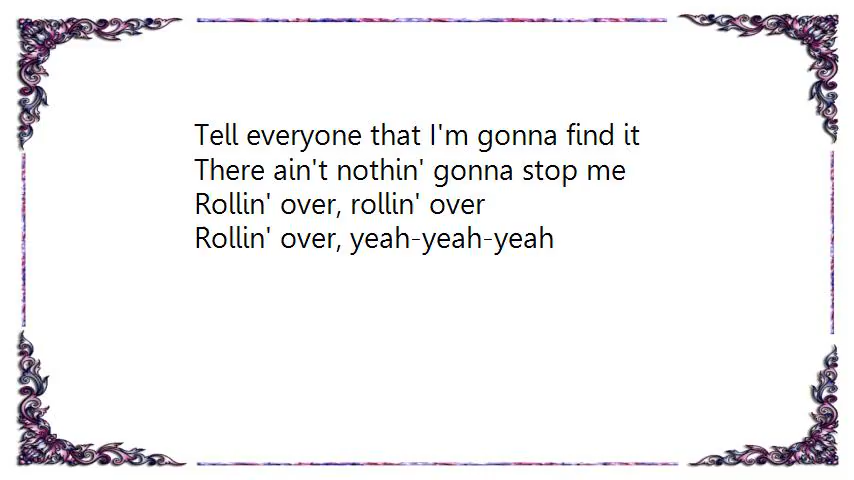 Tell everyone that I'm gonna find it
There ain't nothin' gonna stop me
Rollin' over, rollin' over
Rollin' over, yeah-yeah-yeah